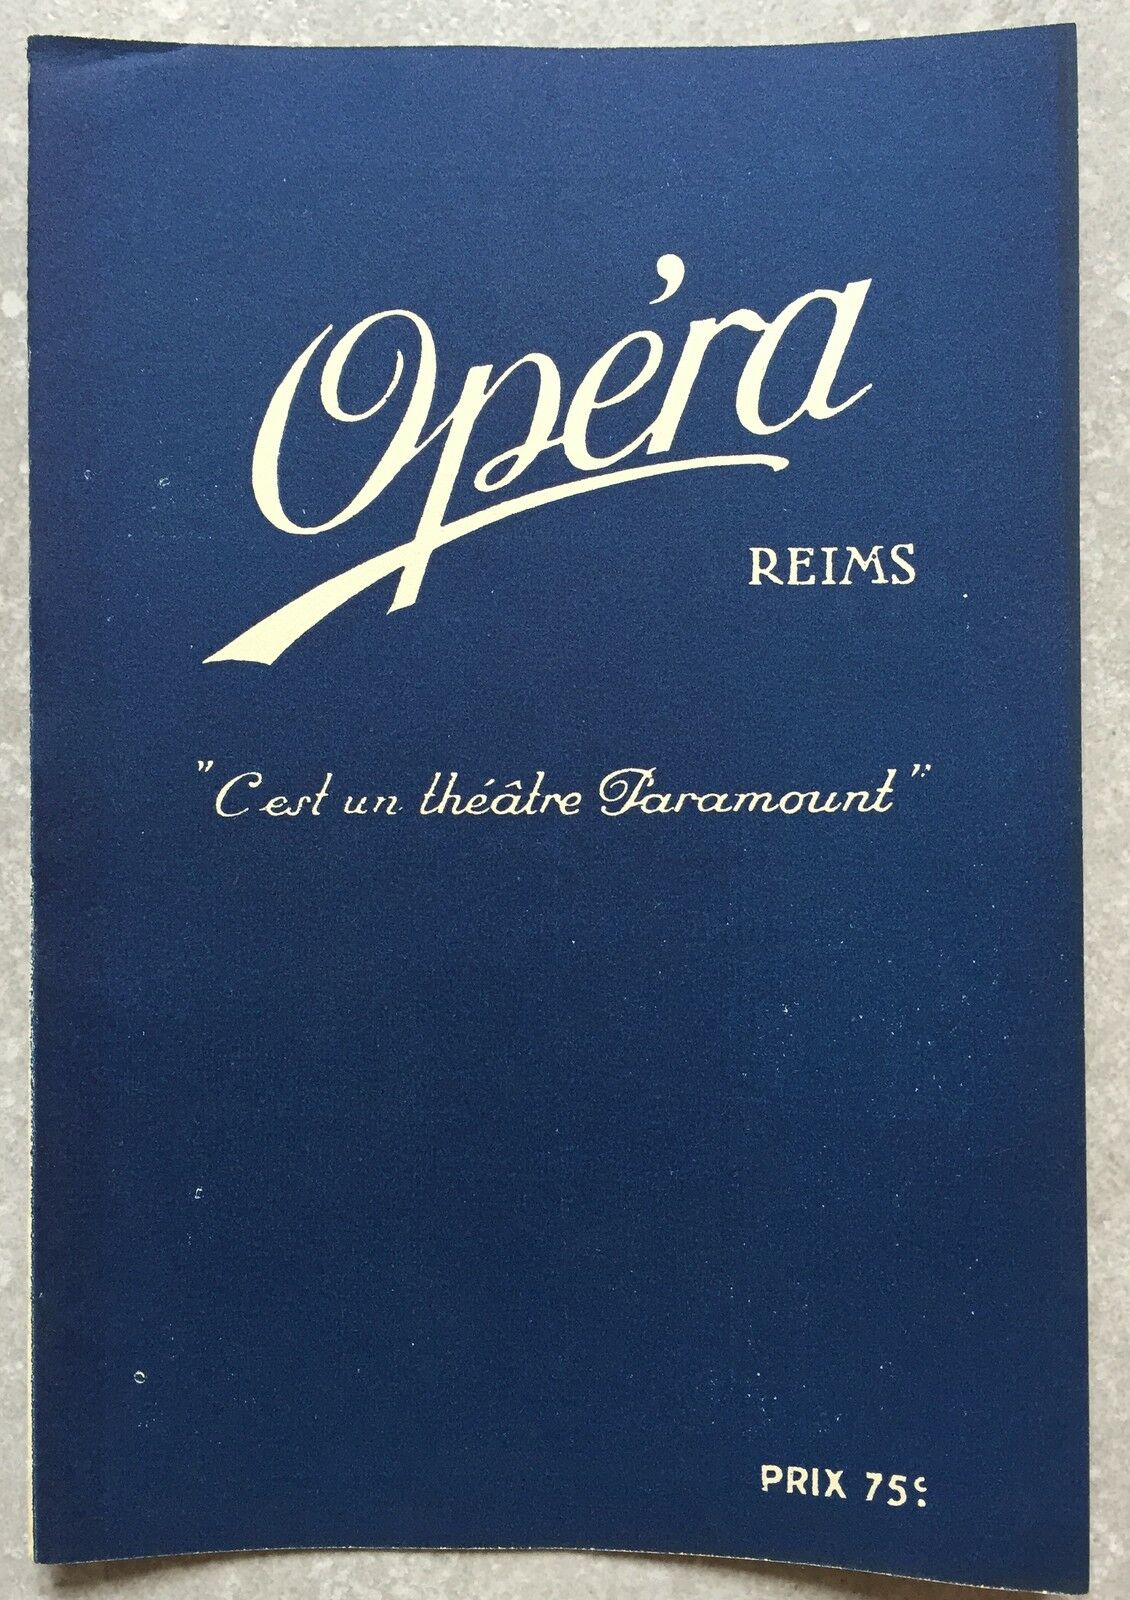 Opéra
REIMS
"C'est un théâtre Paramount"
PRIX 75c.